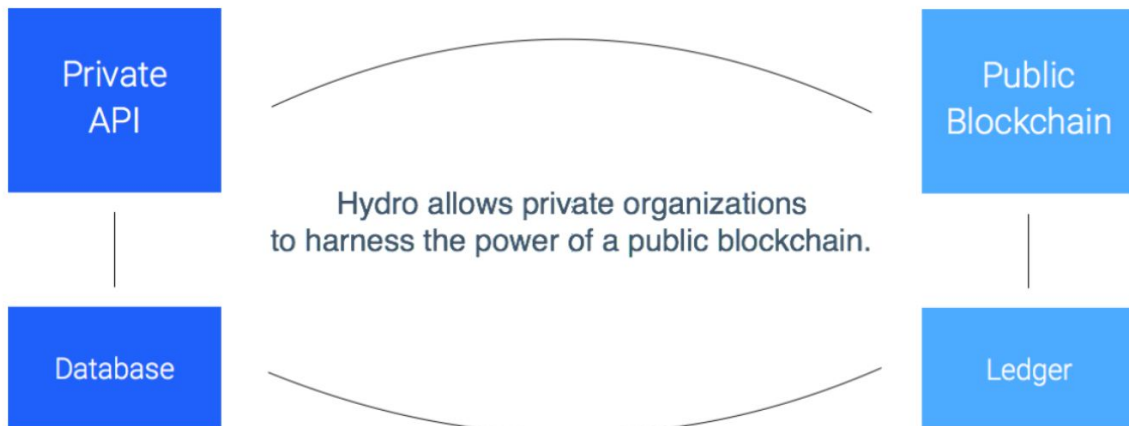 Private
API
Public
Blockchain
Hydro allows private organizations
to harness the power of a public blockchain.
Database
Ledger